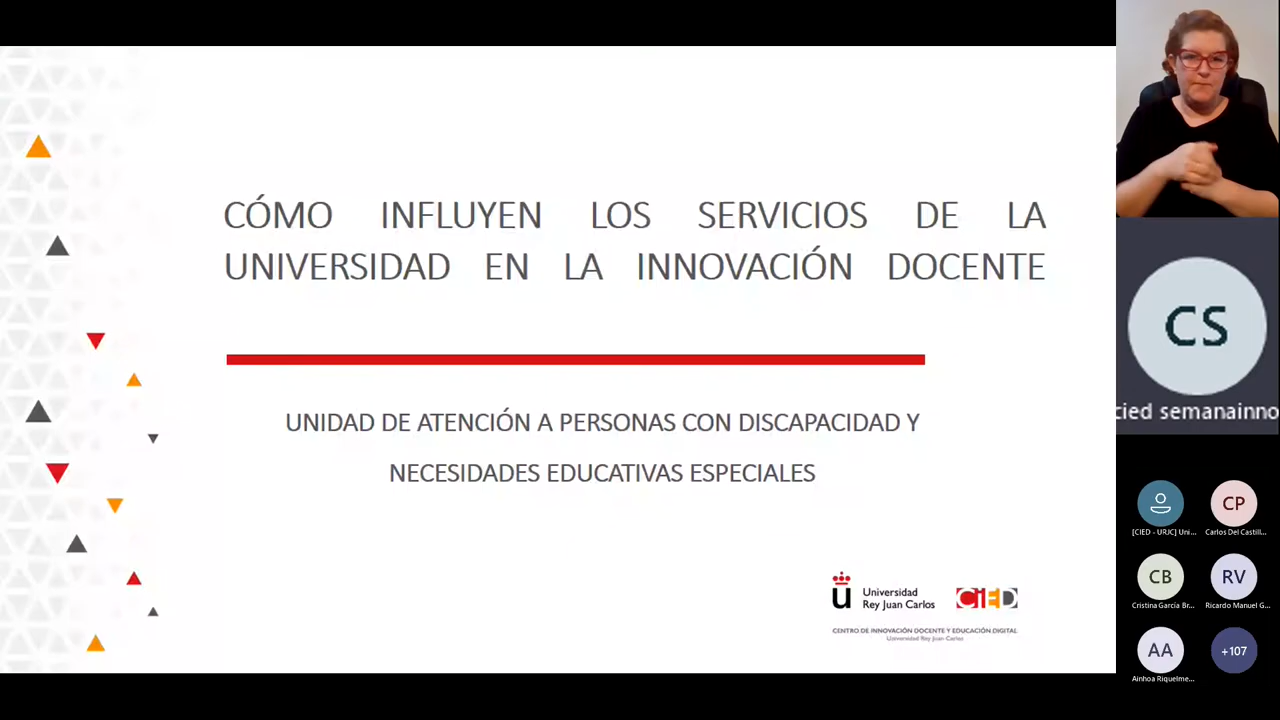 CÓMO INFLUYEN LOS SERVICIOS DE LA
UNIVERSIDAD EN LA INNOVACIÓN DOCENTE
UNIDAD DE ATENCIÓN A PERSONAS CON DISCAPACIDAD Y
NECESIDADES EDUCATIVAS ESPECIALES
Universidad
Rey Juan Carlos
CIED
CENTRO DE INNOVACIÓN DOCENTE Y EDUCACIÓN DIGITAL
Universidad Rey Juan Carlos
CS
cied semanainno
CP
[CIED - URJC] Uni...
Carlos Del Castill...
CB
RV
Cristina García Br...
Ricardo Manuel G...
AA
+107
Ainhoa Riquelme...